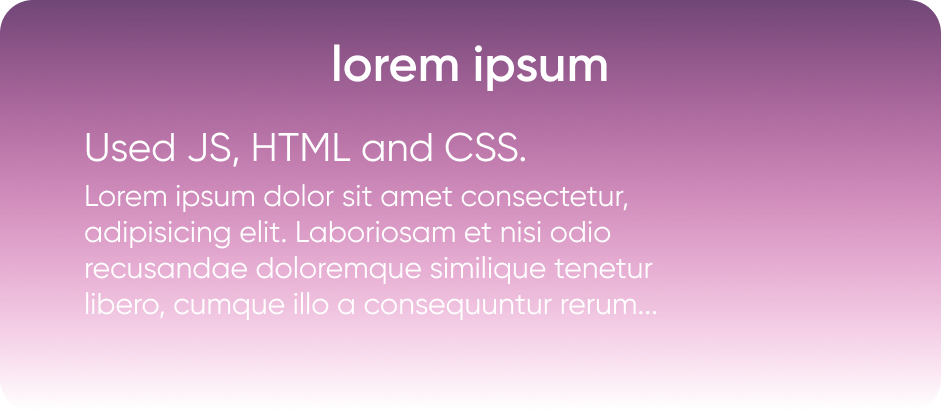 lorem ipsum
Used JS, HTML and CSS.
Lorem ipsum dolor sit amet consectetur,
adipisicing elit. Laboriosam et nisi odio
recusandae doloremque similique tenetur
libero, cumque illo a consequuntur rerum...